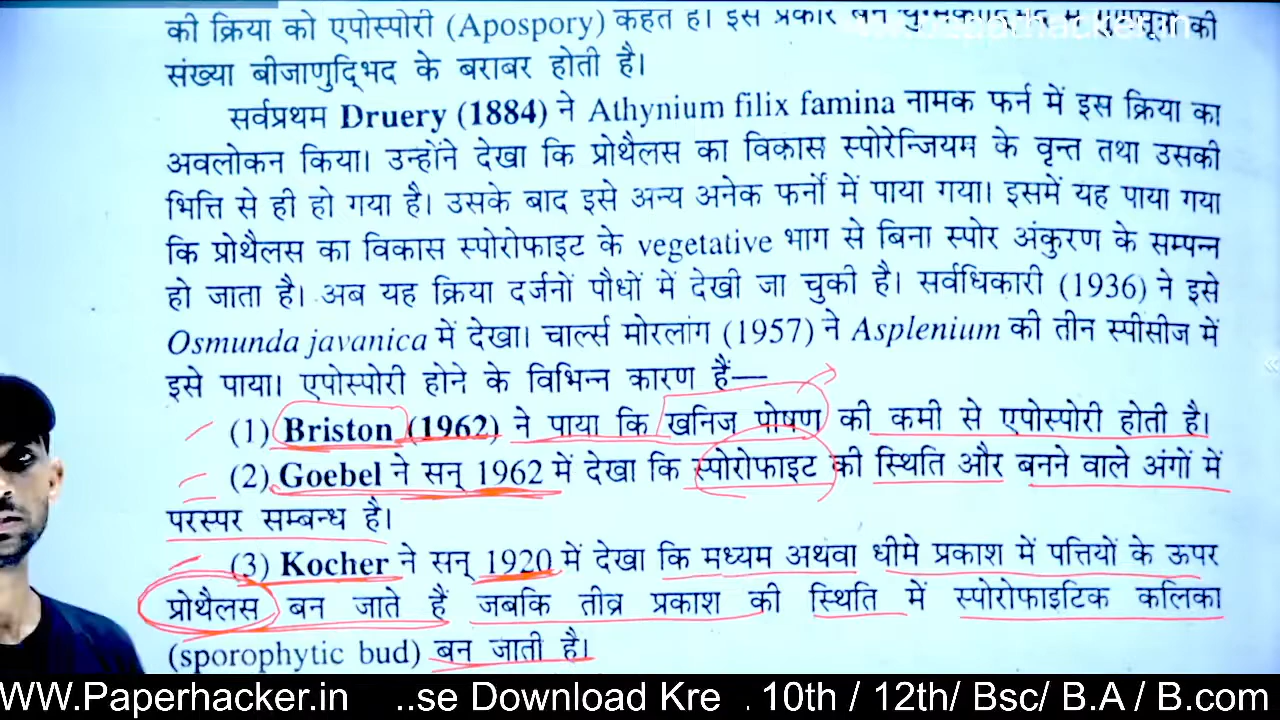 की क्रिया को एपोस्पोरी (Apospory) कहते हैं। इस प्रकार बने की
संख्या बीजाणुद्भिद के बराबर होती है।
सर्वप्रथम Druery (1884) ने Athynium filix famina नामक फर्न में इस क्रिया का
अवलोकन किया। उन्होंने देखा कि प्रोथैलस का विकास स्पोरेन्जियम के वृन्त तथा उसकी
भित्ति से ही हो गया है। उसके बाद इसे अन्य अनेक फर्नों में पाया गया। इसमें यह पाया गया
कि प्रोथैलस का विकास स्पोरोफाइट के vegetative भाग से बिना स्पोर अंकुरण के सम्पन्न
हो जाता है। अब यह क्रिया दर्जनों पौधों में देखी जा चुकी है। सर्वाधिकारी (1936) ने इसे
Osmunda javanica में देखा। चार्ल्स मोरलांग (1957) ने Asplenium की तीन स्पीसीज में
इसे पाया। एपोस्पोरी होने के विभिन्न कारण हैं—
(1) Briston (1962) ने पाया कि खनिज पोषण की कमी से एपोस्पोरी होती है।
(2) Goebel ने सन् 1962 में देखा कि स्पोरोफाइट की स्थिति और बनने वाले अंगों में
परस्पर सम्बन्ध है।
(3) Kocher ने सन् 1920 में देखा कि मध्यम अथवा धीमे प्रकाश में पत्तियों के ऊपर
प्रोथैलस बन जाते हैं जबकि तीव्र प्रकाश की स्थिति में स्पोरोफाइटिक कलिका
(sporophytic bud) बन जाती है।
WW.Paperhacker.in ..se Download Kre . 10th / 12th/ Bsc/ B.A / B.com